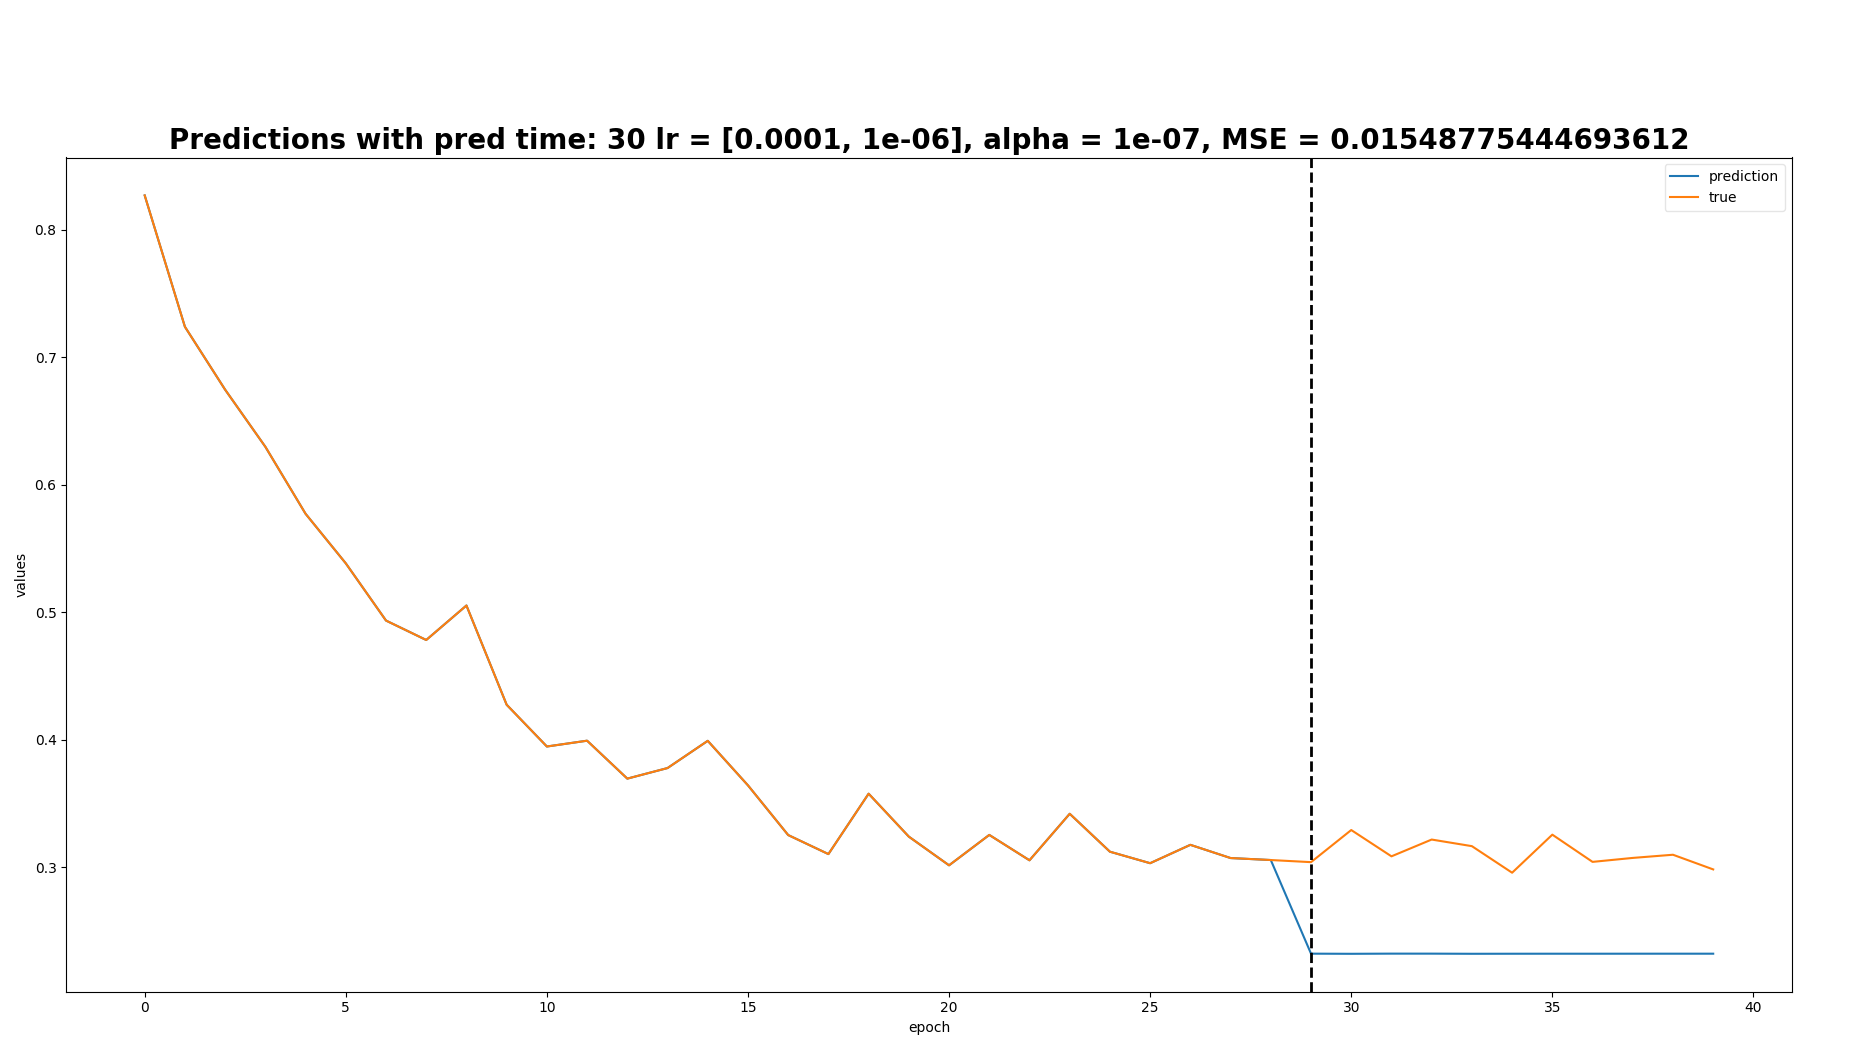 Predictions with pred time: 30 lr = [0.0001, 1e-06], alpha = 1e-07, MSE = 0.01548775444693612
prediction
true
0.8
0.7
0.6
0.5
0.4
0.3
values
0 5 10 15 20 25 30 35 40
epoch